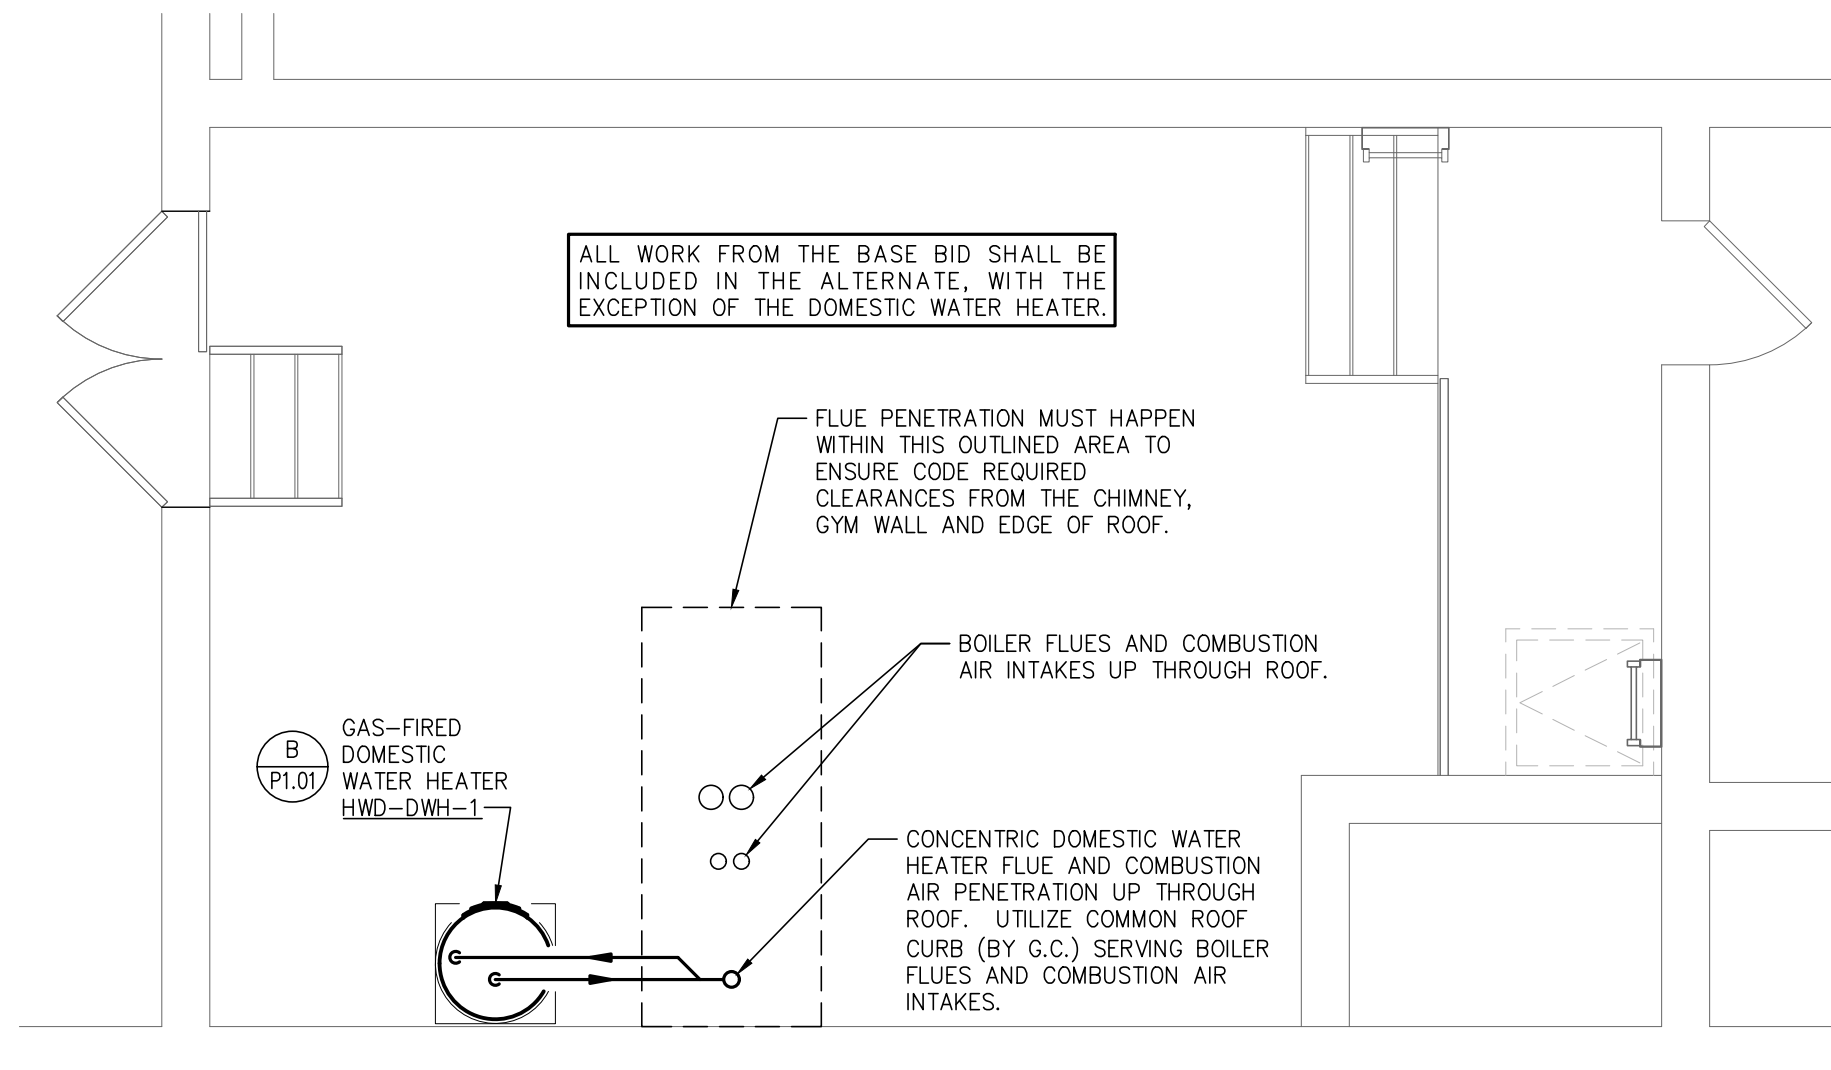 ALL WORK FROM THE BASE BID SHALL BE
INCLUDED IN THE ALTERNATE, WITH THE
EXCEPTION OF THE DOMESTIC WATER HEATER.
FLUE PENETRATION MUST HAPPEN
WITHIN THIS OUTLINED AREA TO
ENSURE CODE REQUIRED
CLEARANCES FROM THE CHIMNEY,
GYM WALL AND EDGE OF ROOF.
BOILER FLUES AND COMBUSTION
AIR INTAKES UP THROUGH ROOF.
B
P1.01
GAS-FIRED
DOMESTIC
WATER HEATER
HWD-DWH-1
CONCENTRIC DOMESTIC WATER
HEATER FLUE AND COMBUSTION
AIR PENETRATION UP THROUGH
ROOF. UTILIZE COMMON ROOF
CURB (BY G.C.) SERVING BOILER
FLUES AND COMBUSTION AIR
INTAKES.